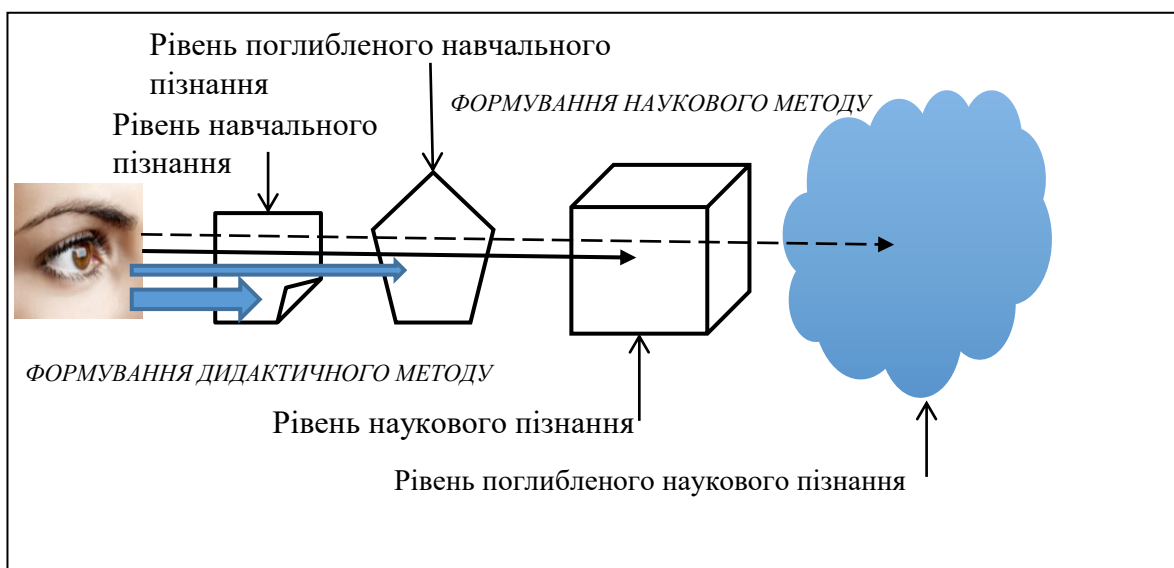 Рівень поглибленого навчального
пізнання
ФОРМУВАННЯ НАУКОВОГО МЕТОДУ
Рівень навчального
пізнання
ФОРМУВАННЯ ДИДАКТИЧНОГО МЕТОДУ
Рівень наукового пізнання
Рівень поглибленого наукового пізнання